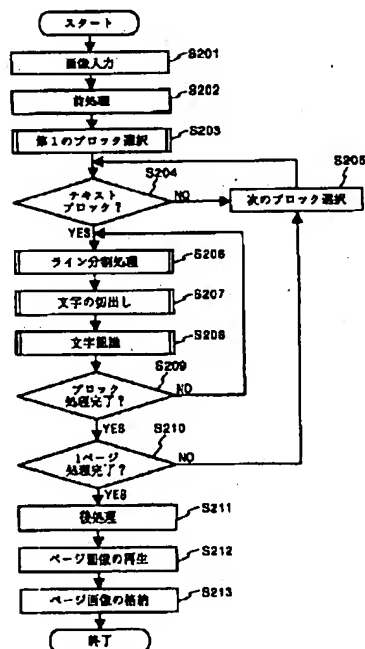 スタート
画像入力
S201
前処理
S202
第1のブロック選択
S203
テキスト
ブロック?
S204
NO
次のブロック選択
S205
YES
ライン分割処理
S206
文字の切出し
S207
文字認識
S208
ブロック
処理完了?
S209
NO
YES
1ページ
処理完了?
S210
NO
YES
後処理
S211
ページ画像の再生
S212
ページ画像の格納
S213
終了